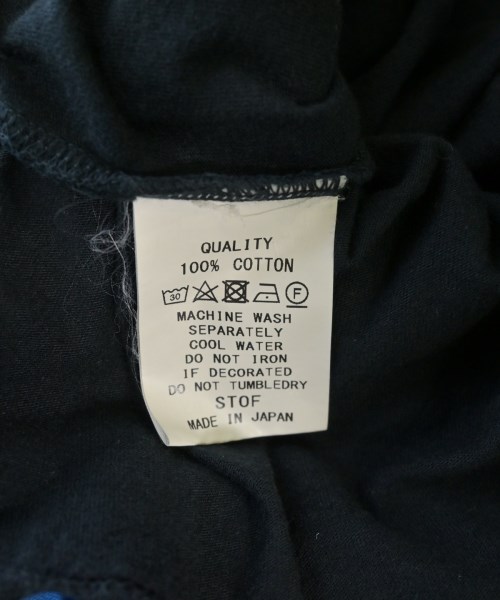 QUALITY
100% COTTON
30 F
MACHINE WASH
SEPARATELY
COOL WATER
DO NOT IRON
IF DECORATED
DO NOT TUMBLEDRY
STOF
MADE IN JAPAN